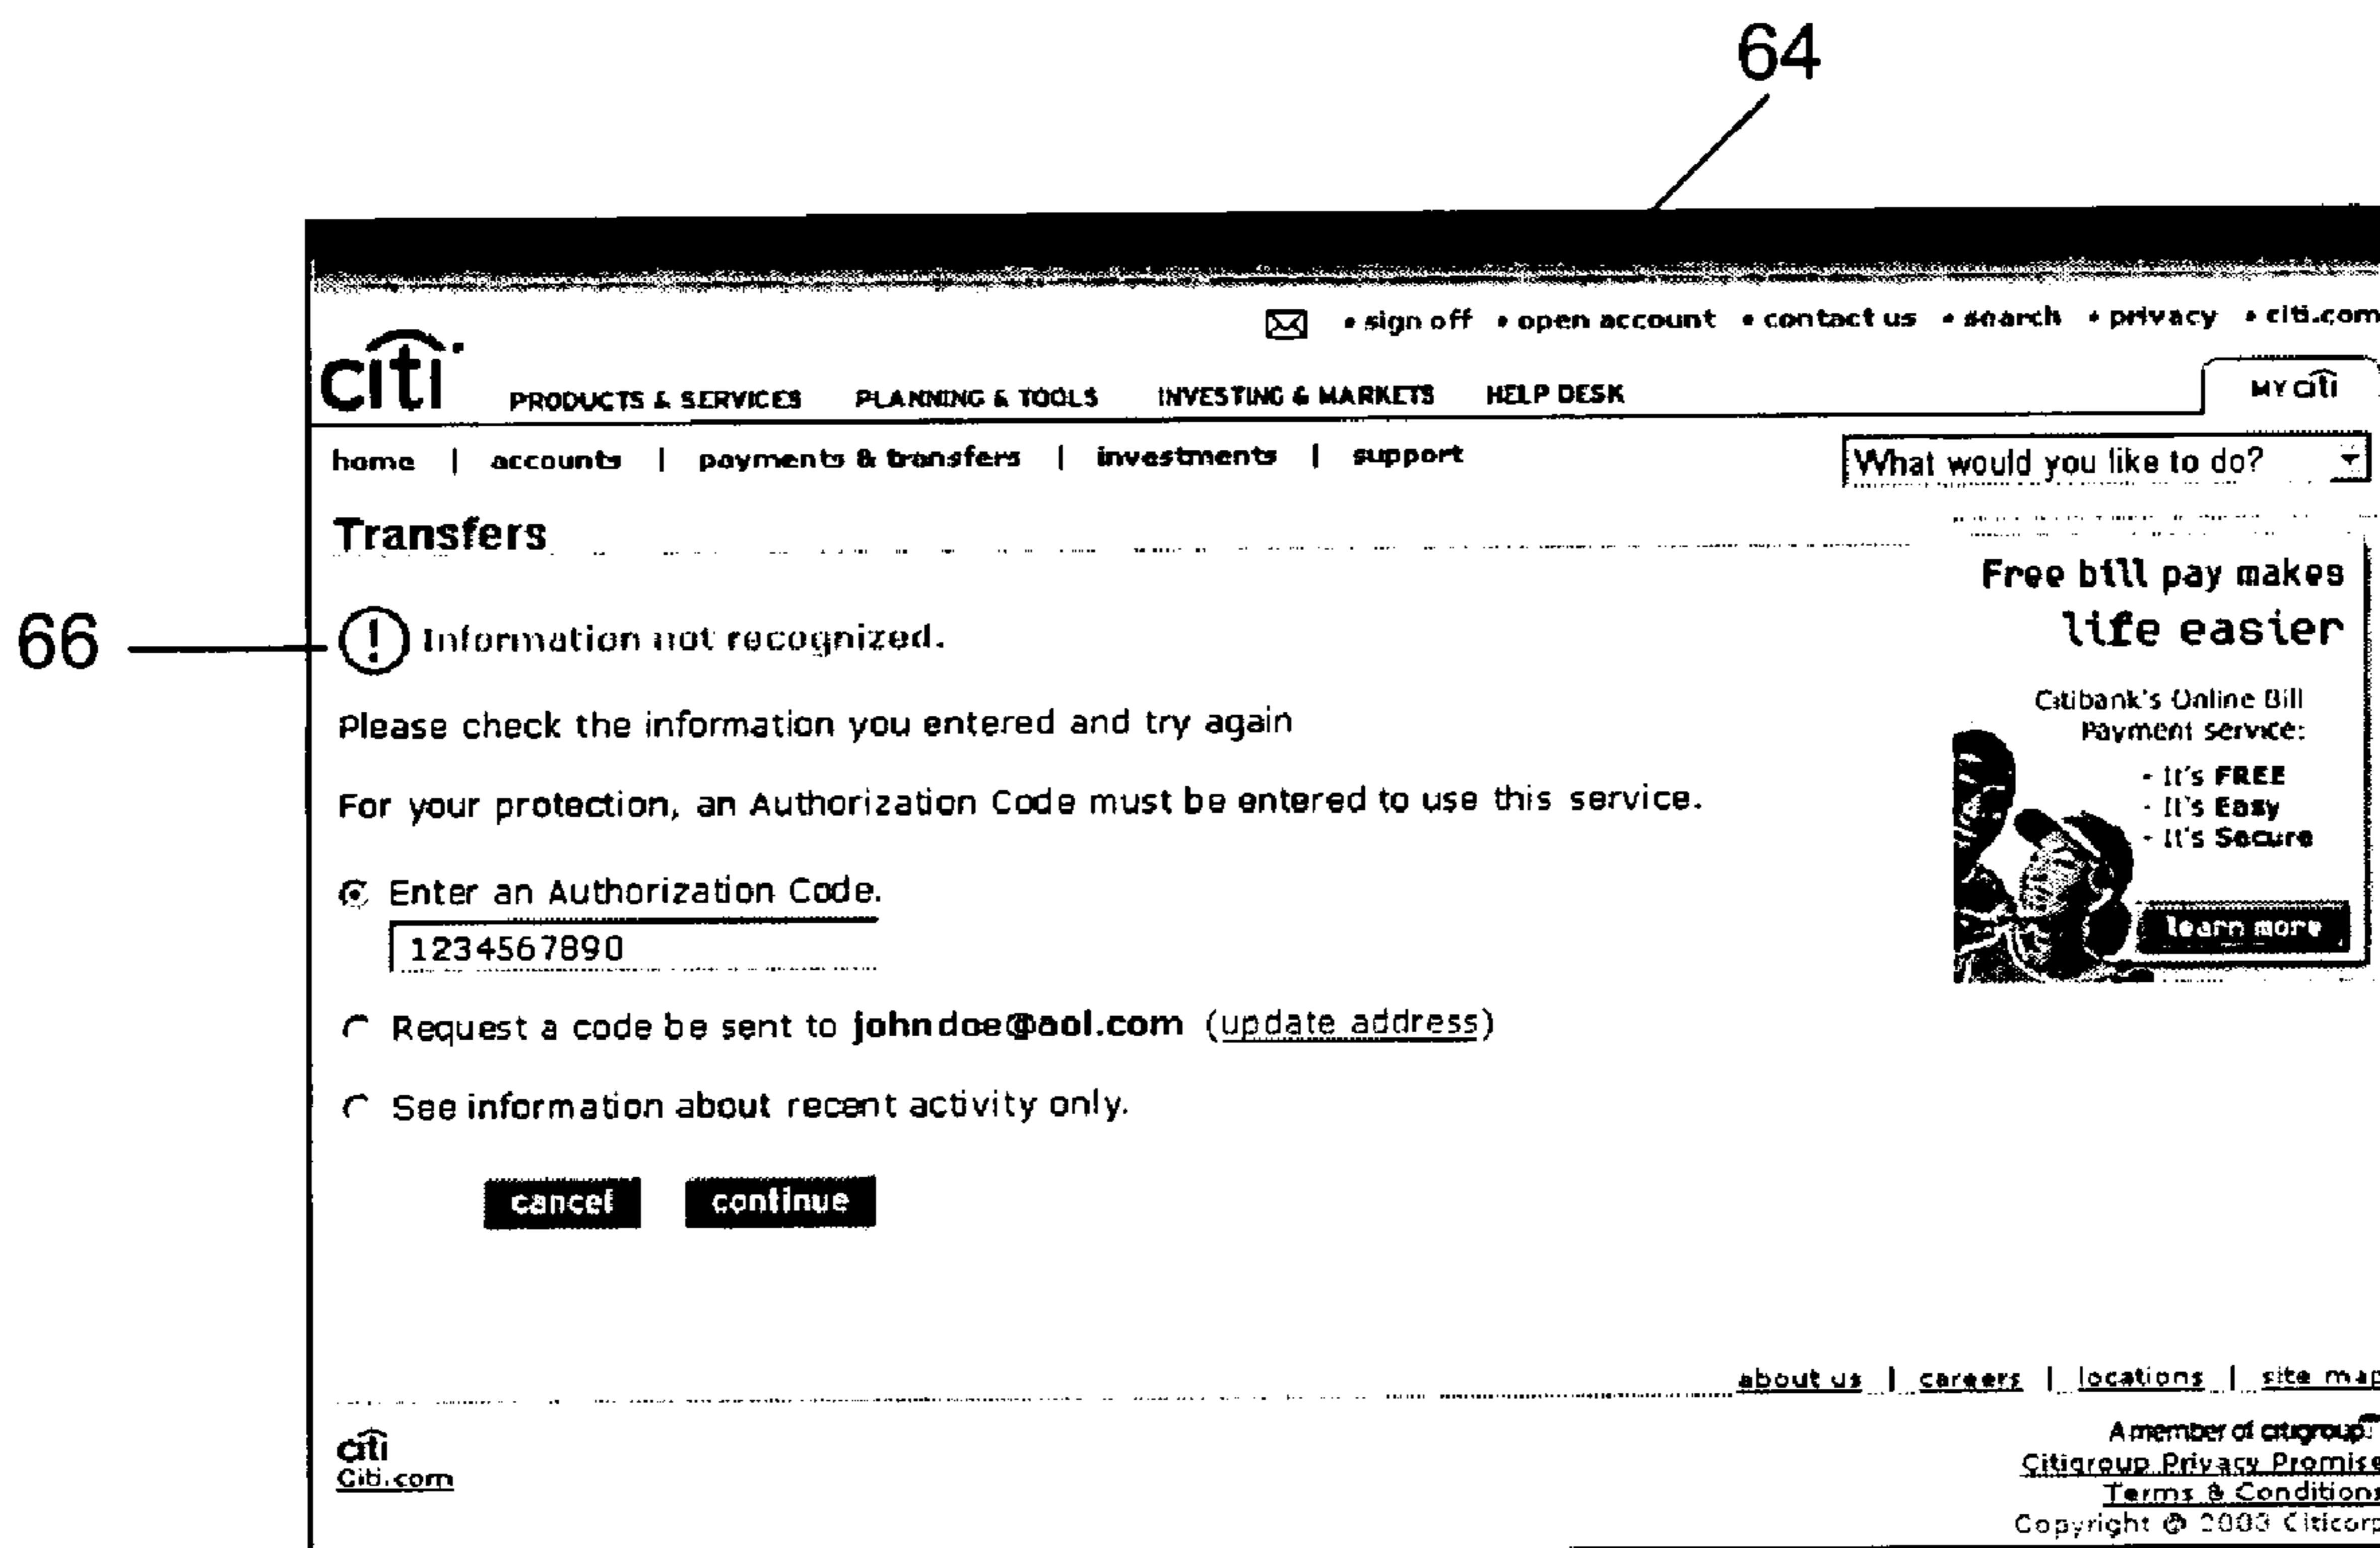 64
• sign off • open account • contact us • search • privacy • citi.com
citi
PRODUCTS & SERVICES PLANNING & TOOLS INVESTING & MARKETS HELP DESK
MY citi
home | accounts | payments & transfers | investments | support
What would you like to do?
Transfers
66
! Information not recognized.
Please check the information you entered and try again
For your protection, an Authorization Code must be entered to use this service.
Enter an Authorization Code.
1234567890
Request a code be sent to johndoe@aol.com (update address)
See information about recent activity only.
cancel continue
Free bill pay makes
life easier
Citibank's Online Bill
Payment service:
- It's FREE
- It's Easy
- It's Secure
learn more
about us | careers | locations | site map
citi
Citi.com
A member of citigroup
Citigroup Privacy Promise
Terms & Conditions
Copyright © 2003 Citicorp